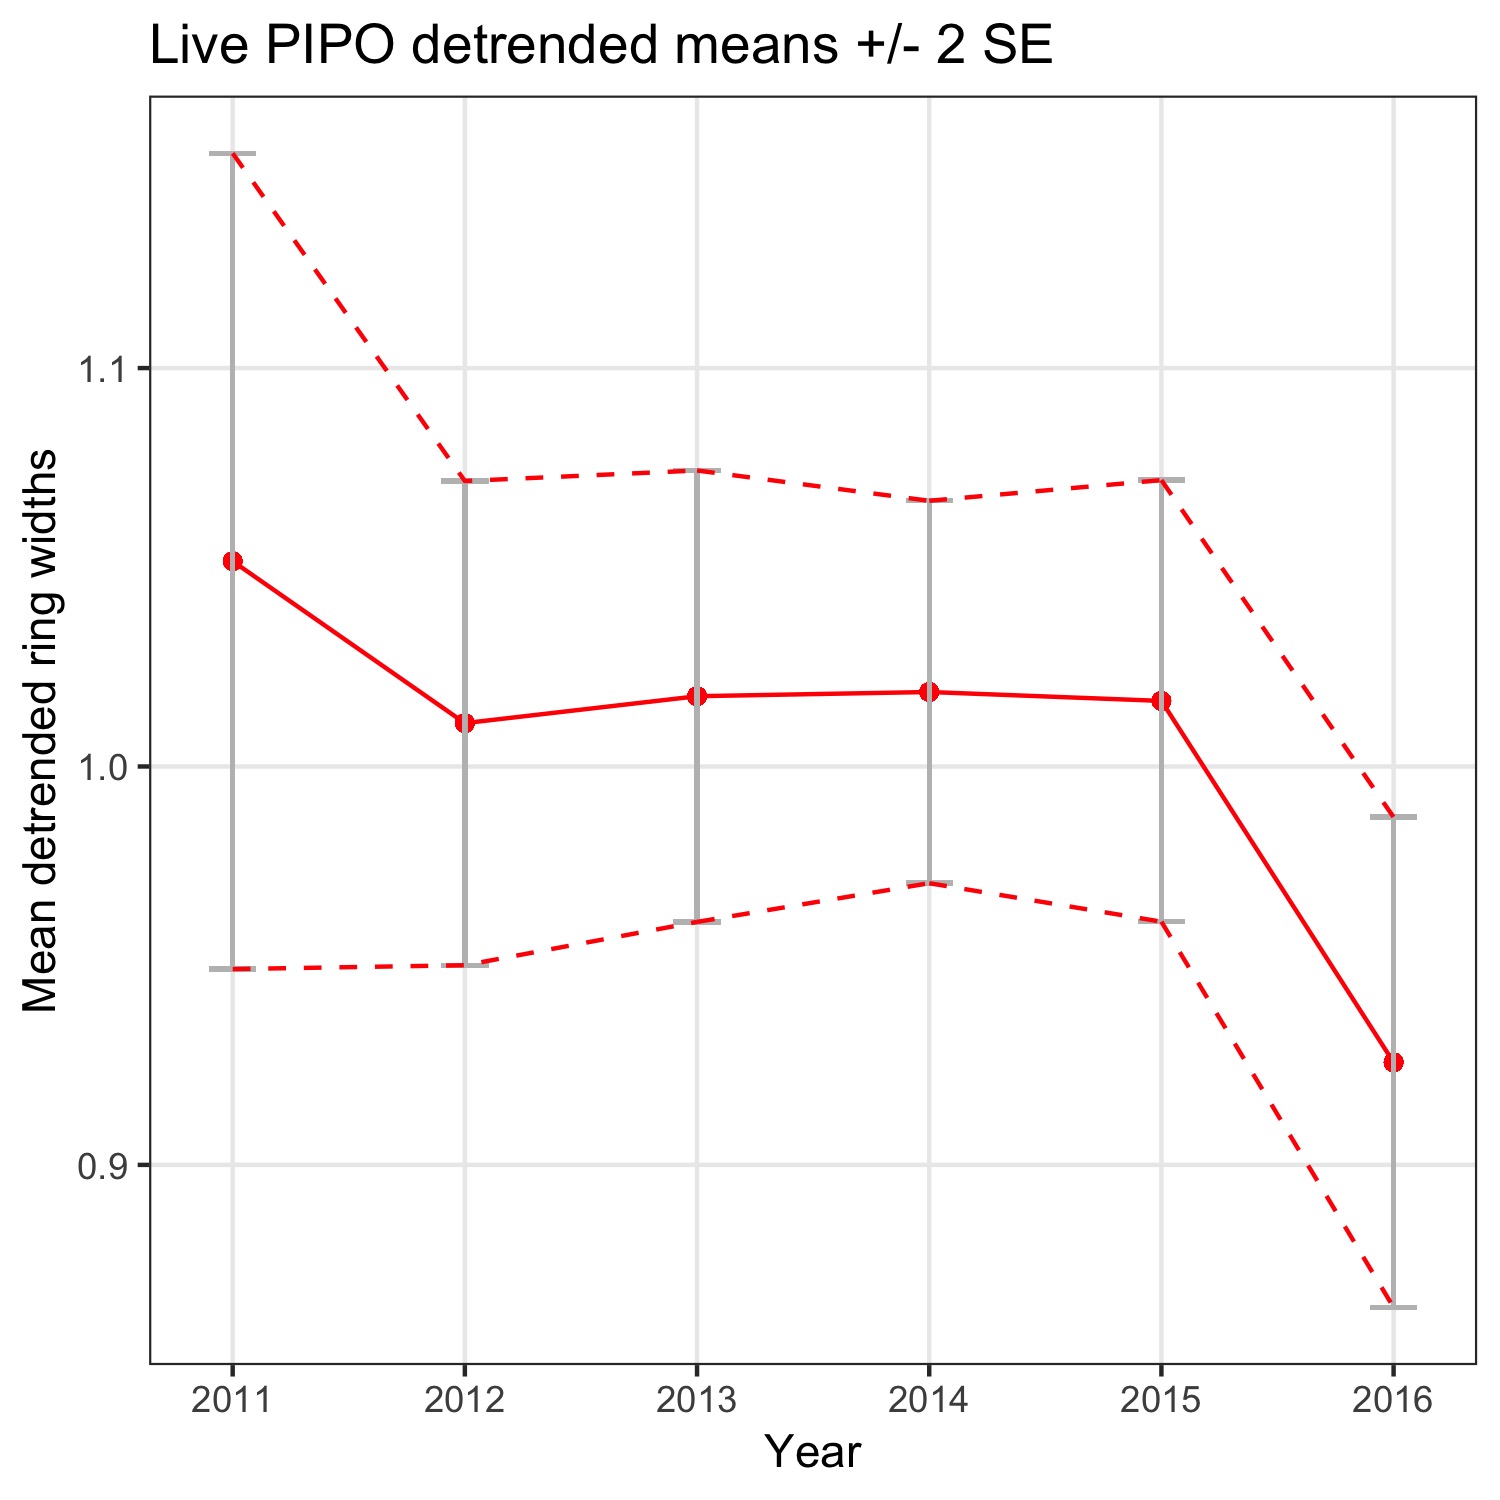 Live PIPO detrended means +/- 2 SE
Mean detrended ring widths
1.1
1.0
0.9
2011 2012 2013 2014 2015 2016
Year